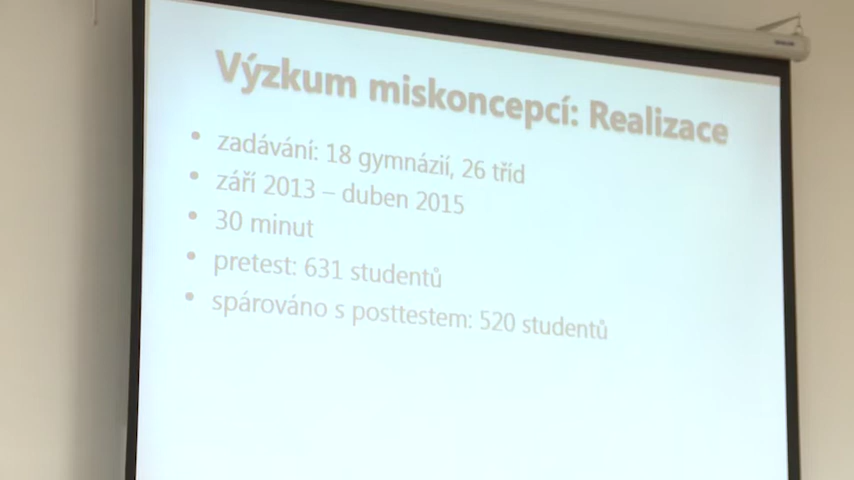 Výzkum miskoncepcí: Realizace
• zadávání: 18 gymnázií, 26 tříd
• září 2013 – duben 2015
• 30 minut
• pretest: 631 studentů
• spárováno s posttestem: 520 studentů